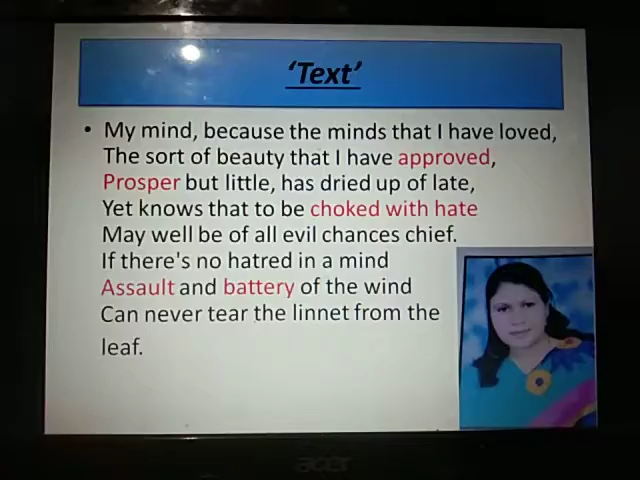 ‘Text’
• My mind, because the minds that I have loved,
The sort of beauty that I have approved,
Prosper but little, has dried up of late,
Yet knows that to be choked with hate
May well be of all evil chances chief.
If there's no hatred in a mind
Assault and battery of the wind
Can never tear the linnet from the
leaf.
acer